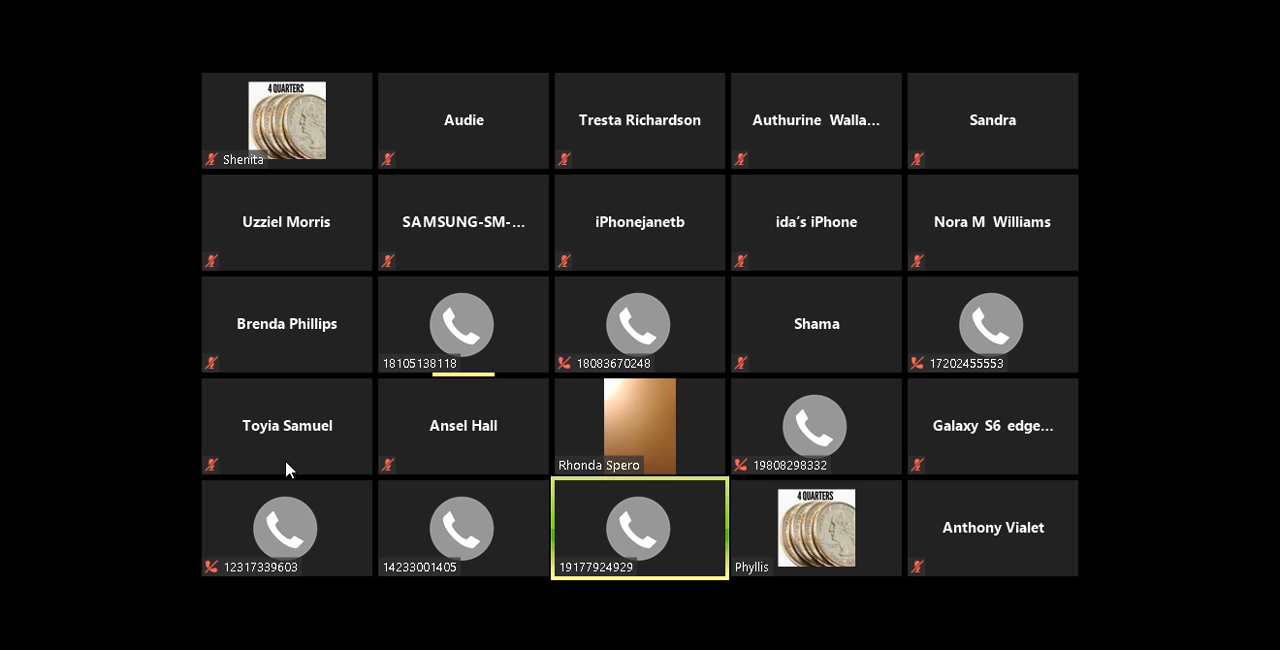 4 QUARTERS
Shenita
Audie
Tresta Richardson
Authurine Walla...
Sandra
Uzziel Morris
SAMSUNG-SM-...
iPhonejanetb
ida's iPhone
Nora M Williams
Brenda Phillips
18105138118
18083670248
Shama
17202455553
Toyia Samuel
Ansel Hall
Rhonda Spero
19808298332
Galaxy S6 edge...
12317339603
14233001405
19177924929
4 QUARTERS
Phyllis
Anthony Vialet